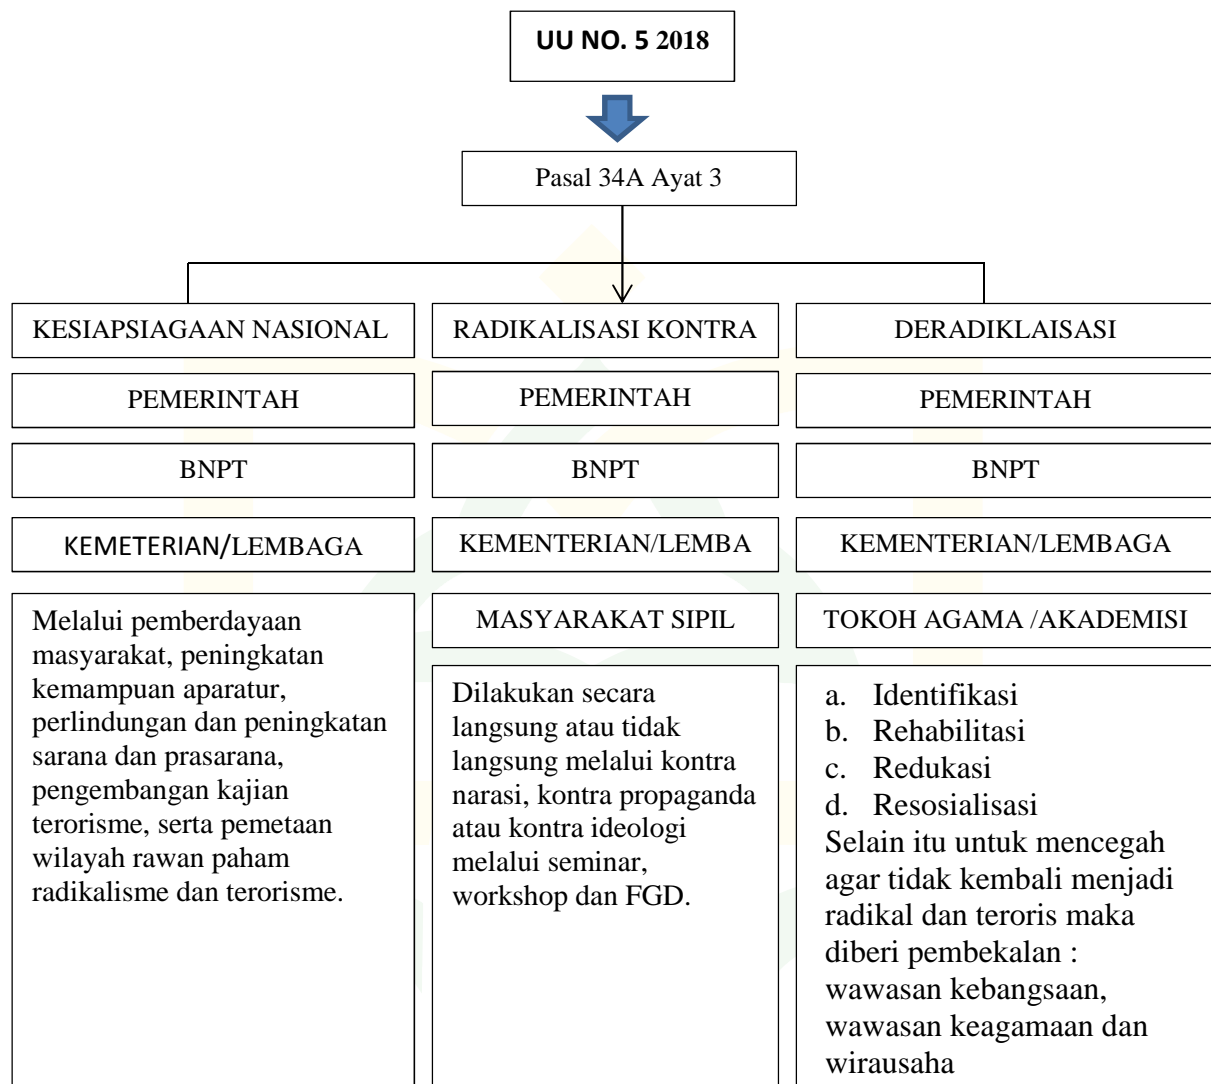 UU NO. 5 2018
Pasal 34A Ayat 3
KESIAPSIAGAAN NASIONAL
RADIKALISASI KONTRA
DERADIKLAISASI
PEMERINTAH
PEMERINTAH
PEMERINTAH
BNPT
BNPT
BNPT
KEMETERIAN/LEMBAGA
KEMENTERIAN/LEMBA
KEMENTERIAN/LEMBAGA
Melalui pemberdayaan
masyarakat, peningkatan
kemampuan aparatur,
perlindungan dan peningkatan
sarana dan prasarana,
pengembangan kajian
terorisme, serta pemetaan
wilayah rawan paham
radikalisme dan terorisme.
MASYARAKAT SIPIL
Dilakukan secara
langsung atau tidak
langsung melalui kontra
narasi, kontra propaganda
atau kontra ideologi
melalui seminar,
workshop dan FGD.
TOKOH AGAMA /AKADEMISI
a. Identifikasi
b. Rehabilitasi
c. Redukasi
d. Resosialisasi
Selain itu untuk mencegah
agar tidak kembali menjadi
radikal dan teroris maka
diberi pembekalan :
wawasan kebangsaan,
wawasan keagamaan dan
wirausaha